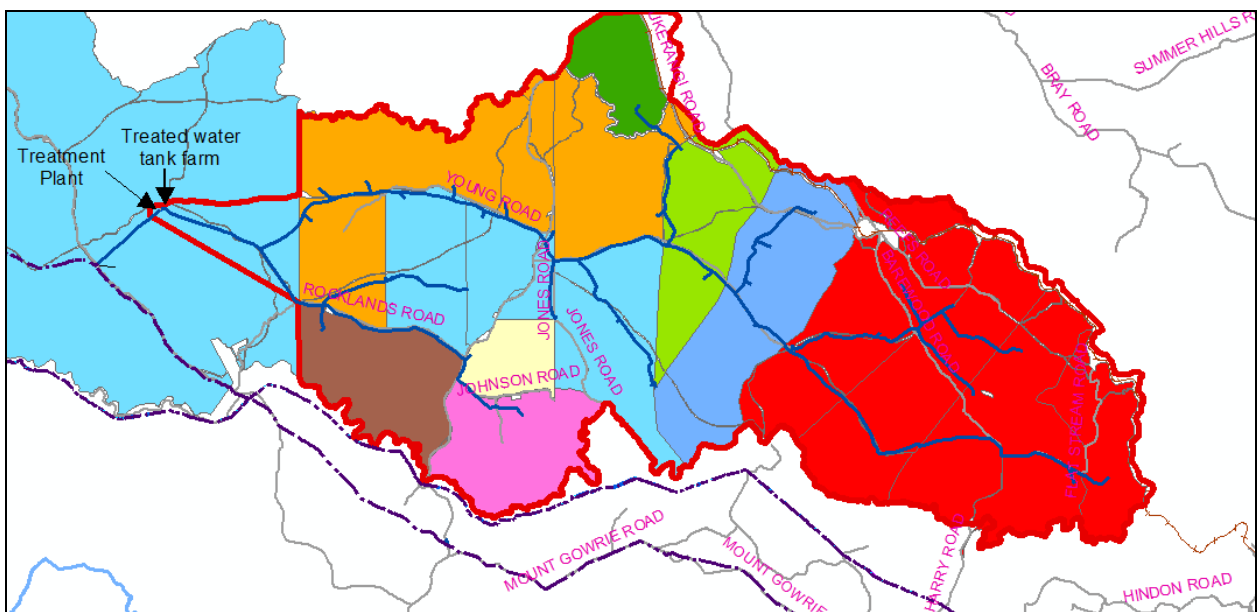 SUMMER HILLS R
BRAY ROAD
Treated water
tank farm
Treatment
Plant
YOUNG ROAD
ROCKLANDS ROAD
JONES ROAD
JONES ROAD
JOHNSON ROAD
BAREWOOD ROAD
MOUNT GOWRIE ROAD
MOUNT GOWRIE
HARRY ROAD
HINDON ROAD